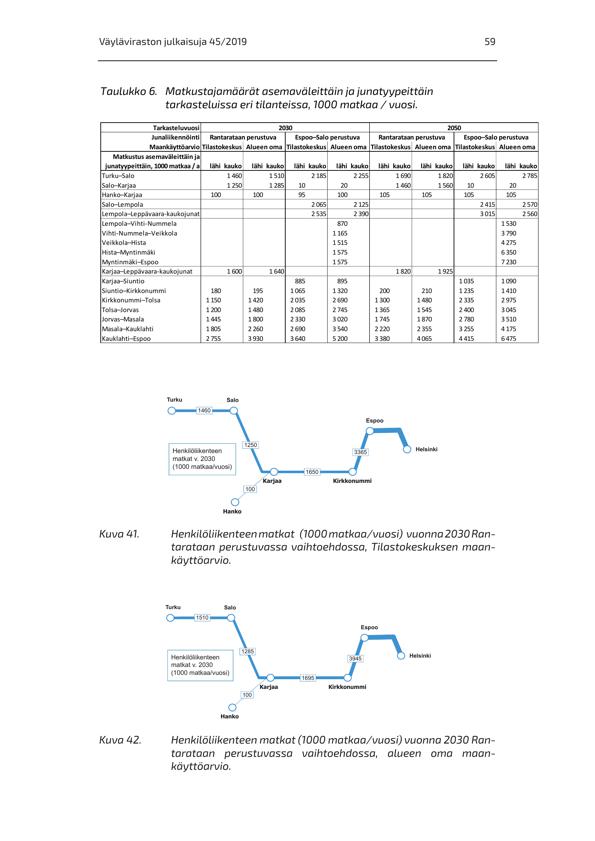 Väyläviraston julkaisuja 45/2019 59
Taulukko 6. Matkustajamäärät asemaväleittäin ja junatyypeittäin
tarkasteluissa eri tilanteissa, 1000 matkaa / vuosi.
Tarkasteluvuosi 2030 2050
Junaliikennöinti Rantarataan perustuva Espoo–Salo perustuva Rantarataan perustuva Espoo–Salo perustuva
Maankäyttöarvio Tilastokeskus Alueen oma Tilastokeskus Alueen oma Tilastokeskus Alueen oma Tilastokeskus Alueen oma
Matkustus asemaväleittäin ja
junatyypeittäin, 1000 matkaa / a lähi kauko lähi kauko lähi kauko lähi kauko lähi kauko lähi kauko lähi kauko lähi kauko
Turku–Salo 1 460 1 510 2 185 2 255 1 690 1 820 2 605 2 785
Salo–Karjaa 1 250 1 285 10 20 1 460 1 560 10 20
Hanko–Karjaa 100 100 95 100 105 105 105 105
Salo–Lempola 2 065 2 125 2 415 2 570
Lempola–Leppävaara-kaukojunat 2 535 2 390 3 015 2 560
Lempola–Vihti-Nummela 870 1 530
Vihti-Nummela–Veikkola 1 165 3 790
Veikkola–Hista 1 515 4 275
Hista–Myntinmäki 1 575 6 350
Myntinmäki–Espoo 1 575 7 230
Karjaa–Leppävaara-kaukojunat 1 600 1 640 1 820 1 925
Karjaa–Siuntio 885 895 1 035 1 090
Siuntio–Kirkkonummi 180 195 1 065 1 320 200 210 1 235 1 410
Kirkkonummi–Tolsa 1 150 1 420 2 035 2 690 1 300 1 480 2 335 2 975
Tolsa–Jorvas 1 200 1 480 2 085 2 745 1 365 1 545 2 400 3 045
Jorvas–Masala 1 445 1 800 2 330 3 020 1 745 1 870 2 780 3 510
Masala–Kauklahti 1 805 2 260 2 690 3 540 2 220 2 355 3 255 4 175
Kauklahti–Espoo 2 755 3 930 3 640 5 200 3 380 4 065 4 415 6 475
Turku Salo
1460
Espoo
Helsinki
1250
3365
Henkilöliikenteen
matkat v. 2030
(1000 matkaa/vuosi)
1650
Karjaa Kirkkonummi
100
Hanko
Kuva 41. Henkilöliikenteen matkat (1000 matkaa/vuosi) vuonna 2030 Ran-
tarataan perustuvassa vaihtoehdossa, Tilastokeskuksen maan-
käyttöarvio.
Turku Salo
1510
Espoo
Helsinki
1285
3945
Henkilöliikenteen
matkat v. 2030
(1000 matkaa/vuosi)
1695
Karjaa Kirkkonummi
100
Hanko
Kuva 42. Henkilöliikenteen matkat (1000 matkaa/vuosi) vuonna 2030 Ran-
tarataan perustuvassa vaihtoehdossa, alueen oma maan-
käyttöarvio.